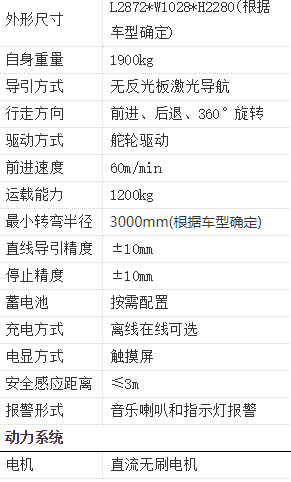 外形尺寸 L2872*W1028*H2280(根据
车型确定)
自身重量 1900kg
导引方式 无反光板激光导航
行走方向 前进、后退、360°旋转
驱动方式 舵轮驱动
前进速度 60m/min
运载能力 1200kg
最小转弯半径 3000mm(根据车型确定)
直线导引精度 ±10mm
停止精度 ±10mm
蓄电池 按需配置
充电方式 离线在线可选
电显方式 触摸屏
安全感应距离 ≤3m
报警形式 音乐喇叭和指示灯报警
动力系统
电机 直流无刷电机